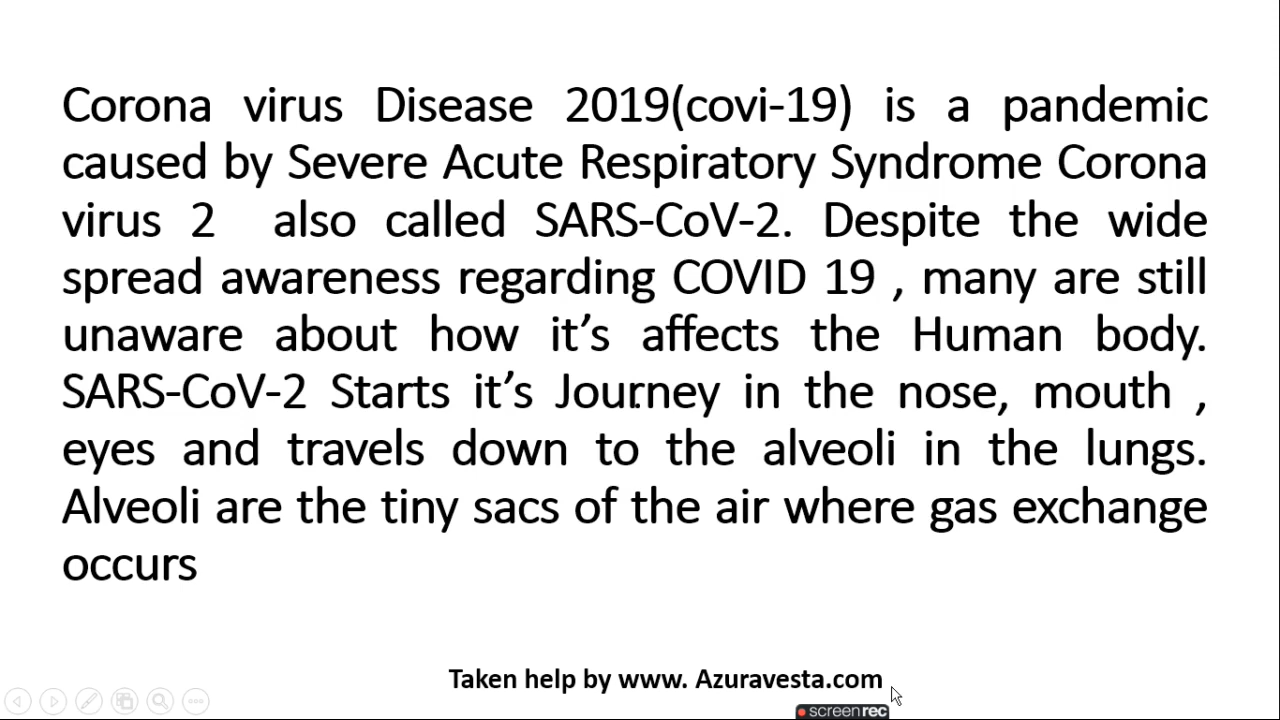 Corona virus Disease 2019(covi-19) is a pandemic
caused by Severe Acute Respiratory Syndrome Corona
virus 2 also called SARS-CoV-2. Despite the wide
spread awareness regarding COVID 19 , many are still
unaware about how it’s affects the Human body.
SARS-CoV-2 Starts it’s Journey in the nose, mouth ,
eyes and travels down to the alveoli in the lungs.
Alveoli are the tiny sacs of the air where gas exchange
occurs
Taken help by www. Azuravesta.com
screenrec